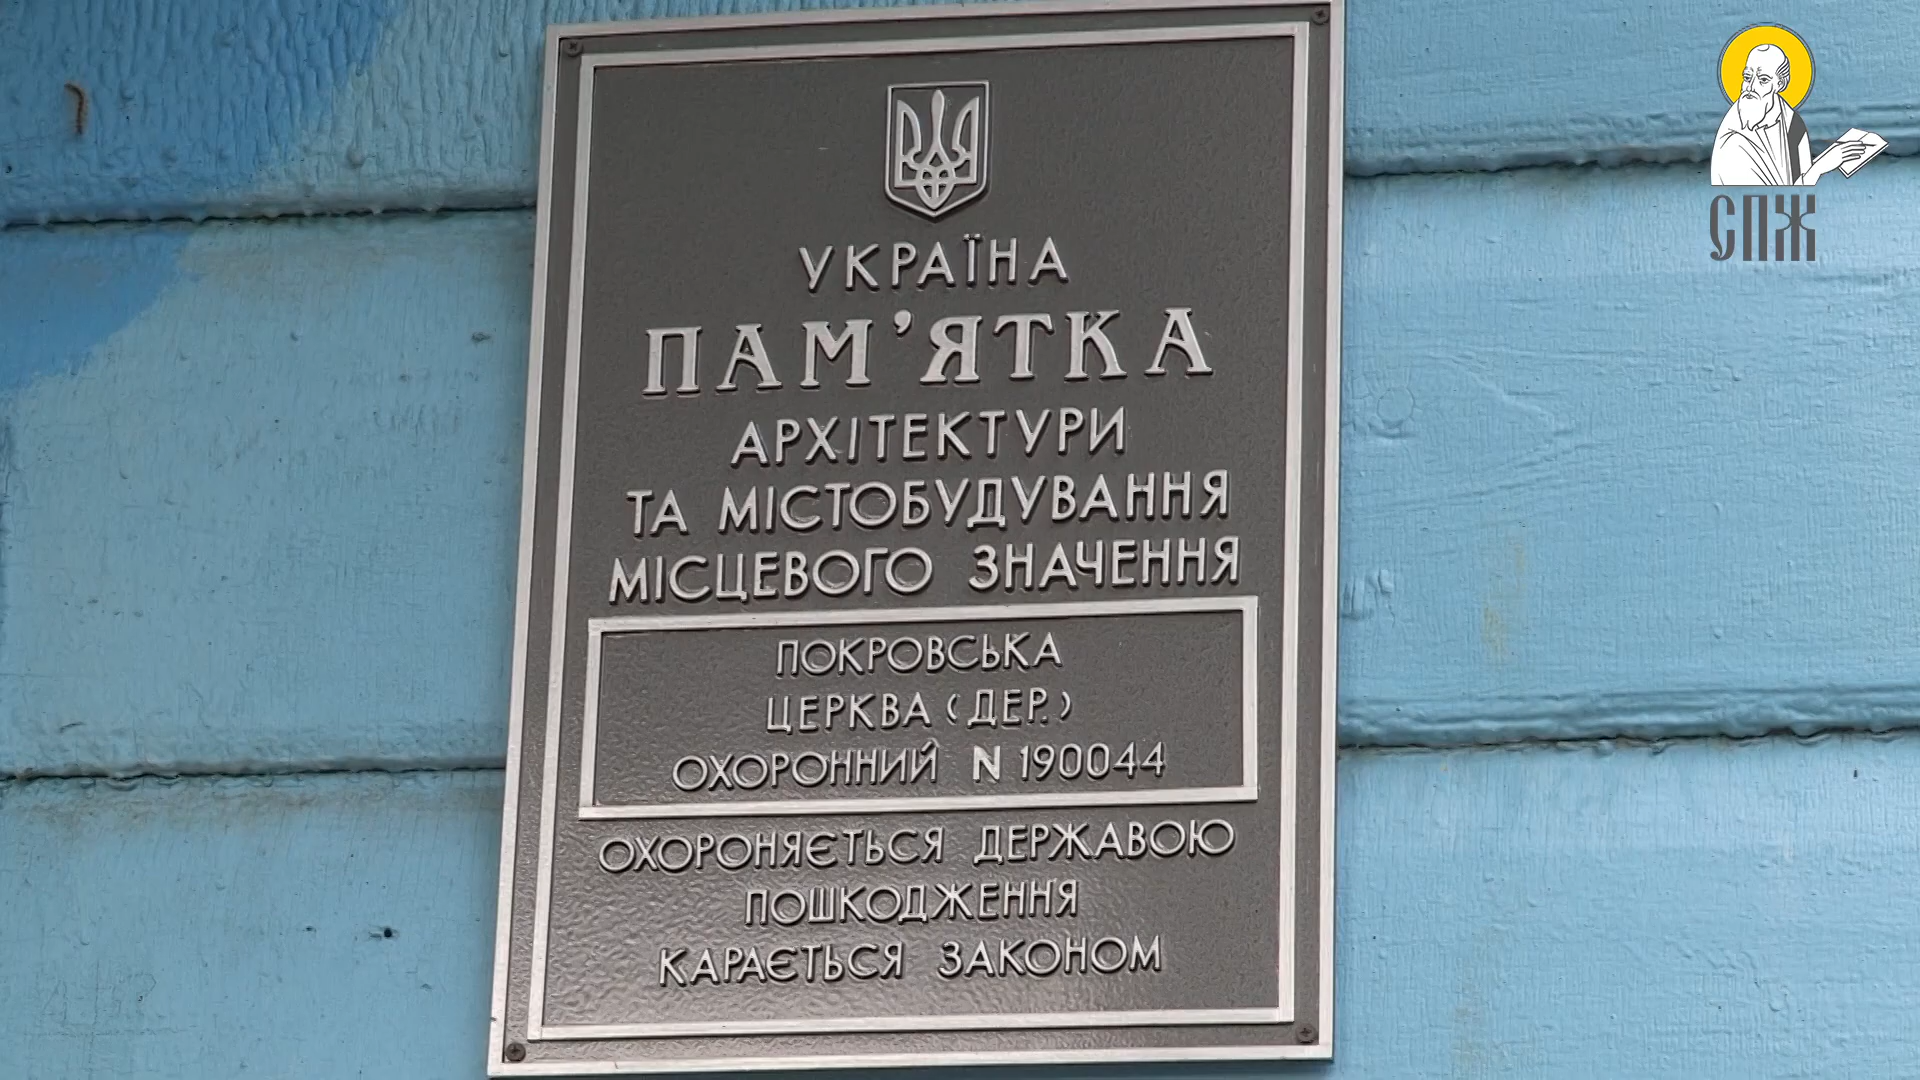 УКРАЇНА
ПАМ’ЯТКА
АРХІТЕКТУРИ
ТА МІСТОБУДУВАННЯ
МІСЦЕВОГО ЗНАЧЕННЯ
ПОКРОВСЬКА
ЦЕРКВА (ДЕР.)
ОХОРОННИЙ N 190044
ОХОРОНЯЄТЬСЯ ДЕРЖАВОЮ
ПОШКОДЖЕННЯ
КАРАЄТЬСЯ ЗАКОНОМ
СПЖ